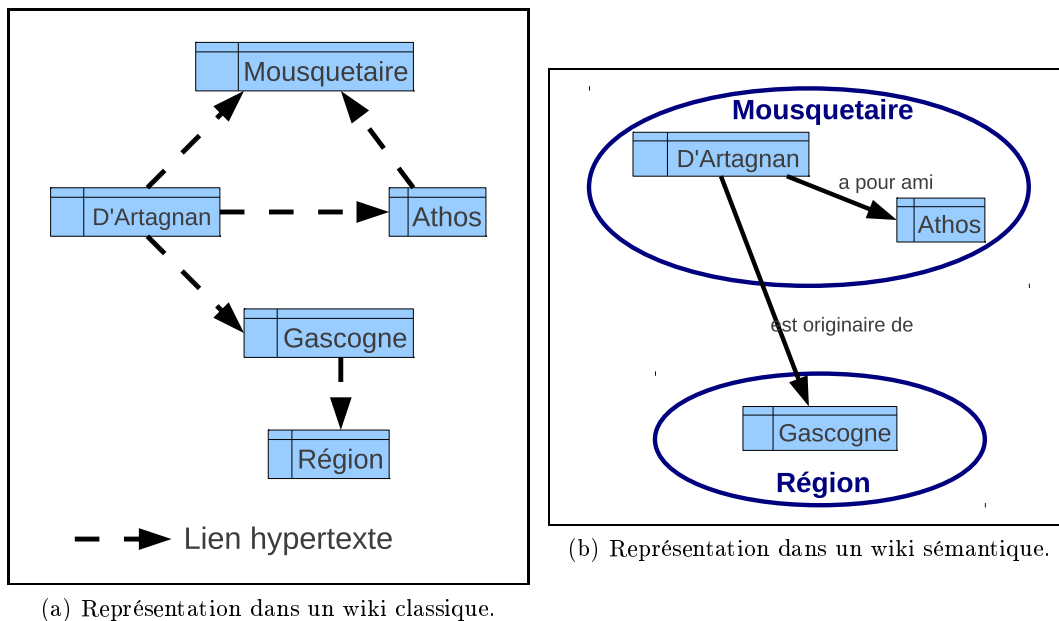 Mousquetaire
D'Artagnan
Athos
Gascogne
Région
Lien hypertexte
(a) Représentation dans un wiki classique.
Mousquetaire
D'Artagnan
a pour ami
Athos
est originaire de
Gascogne
Région
(b) Représentation dans un wiki sémantique.